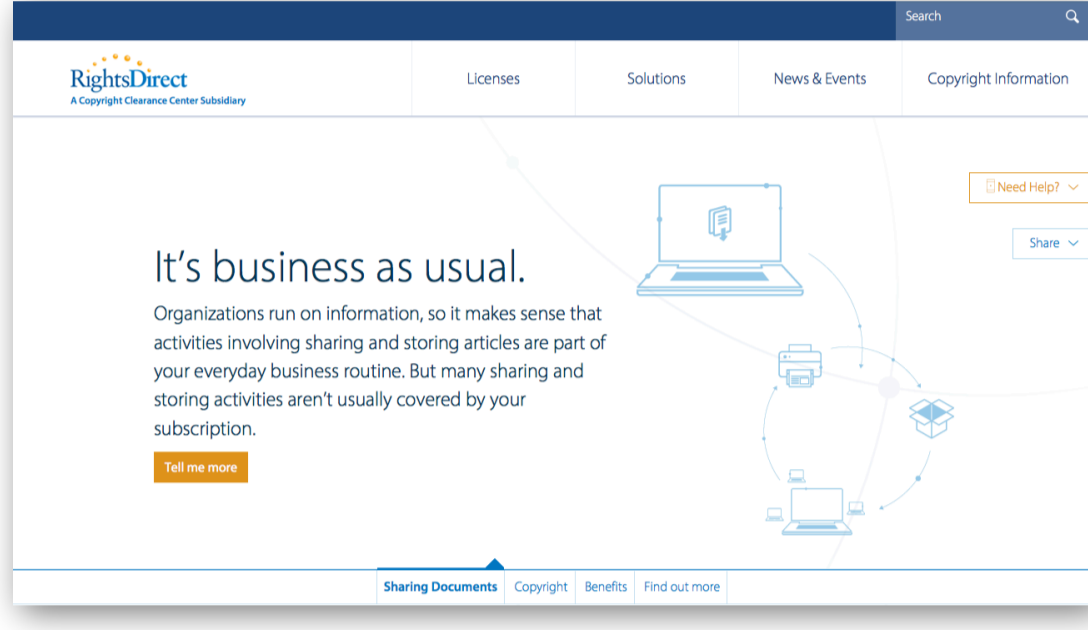 Search
RightsDirect
A Copyright Clearance Center Subsidiary
Licenses
Solutions
News & Events
Copyright Information
Need Help?
Share
It's business as usual.
Organizations run on information, so it makes sense that
activities involving sharing and storing articles are part of
your everyday business routine. But many sharing and
storing activities aren't usually covered by your
subscription.
Tell me more
Sharing Documents
Copyright
Benefits
Find out more